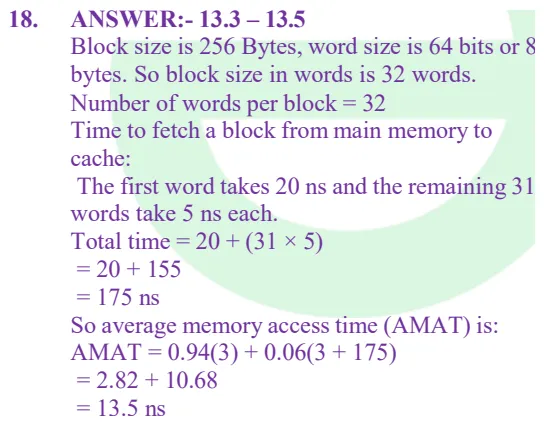 18. ANSWER:- 13.3 – 13.5
Block size is 256 Bytes, word size is 64 bits or 8
bytes. So block size in words is 32 words.
Number of words per block = 32
Time to fetch a block from main memory to
cache:
The first word takes 20 ns and the remaining 31
words take 5 ns each.
Total time = 20 + (31 × 5)
= 20 + 155
= 175 ns
So average memory access time (AMAT) is:
AMAT = 0.94(3) + 0.06(3 + 175)
= 2.82 + 10.68
= 13.5 ns